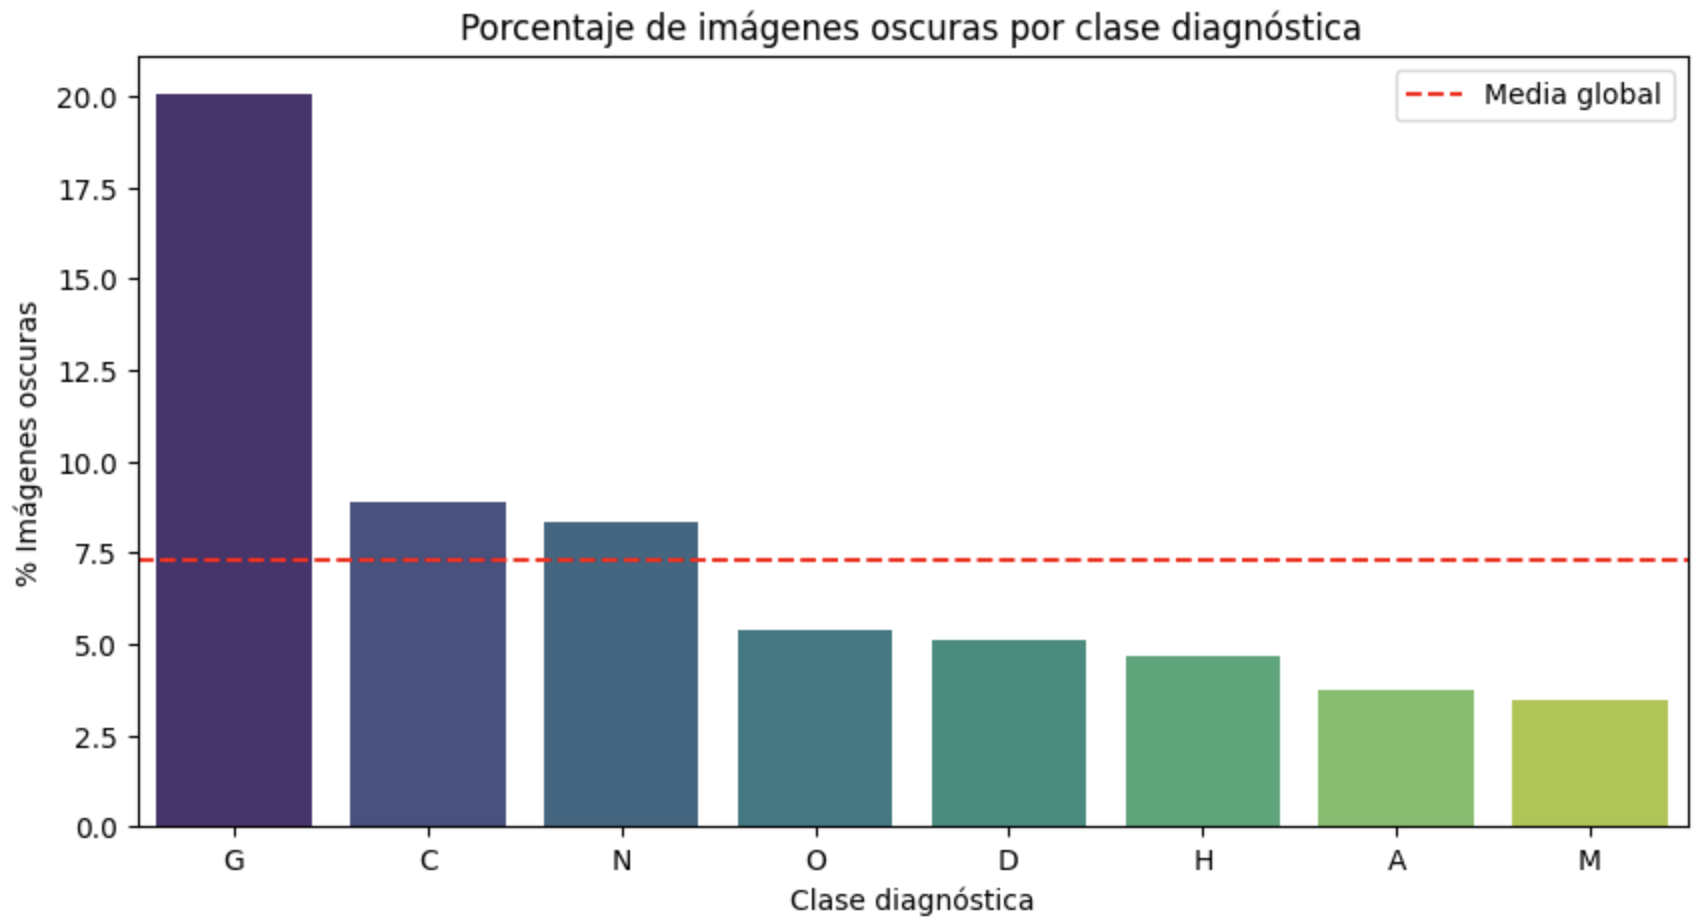 Porcentaje de imágenes oscuras por clase diagnóstica
Media global
% Imágenes oscuras
20.0
17.5
15.0
12.5
10.0
7.5
5.0
2.5
0.0
G C N O D H A M
Clase diagnóstica